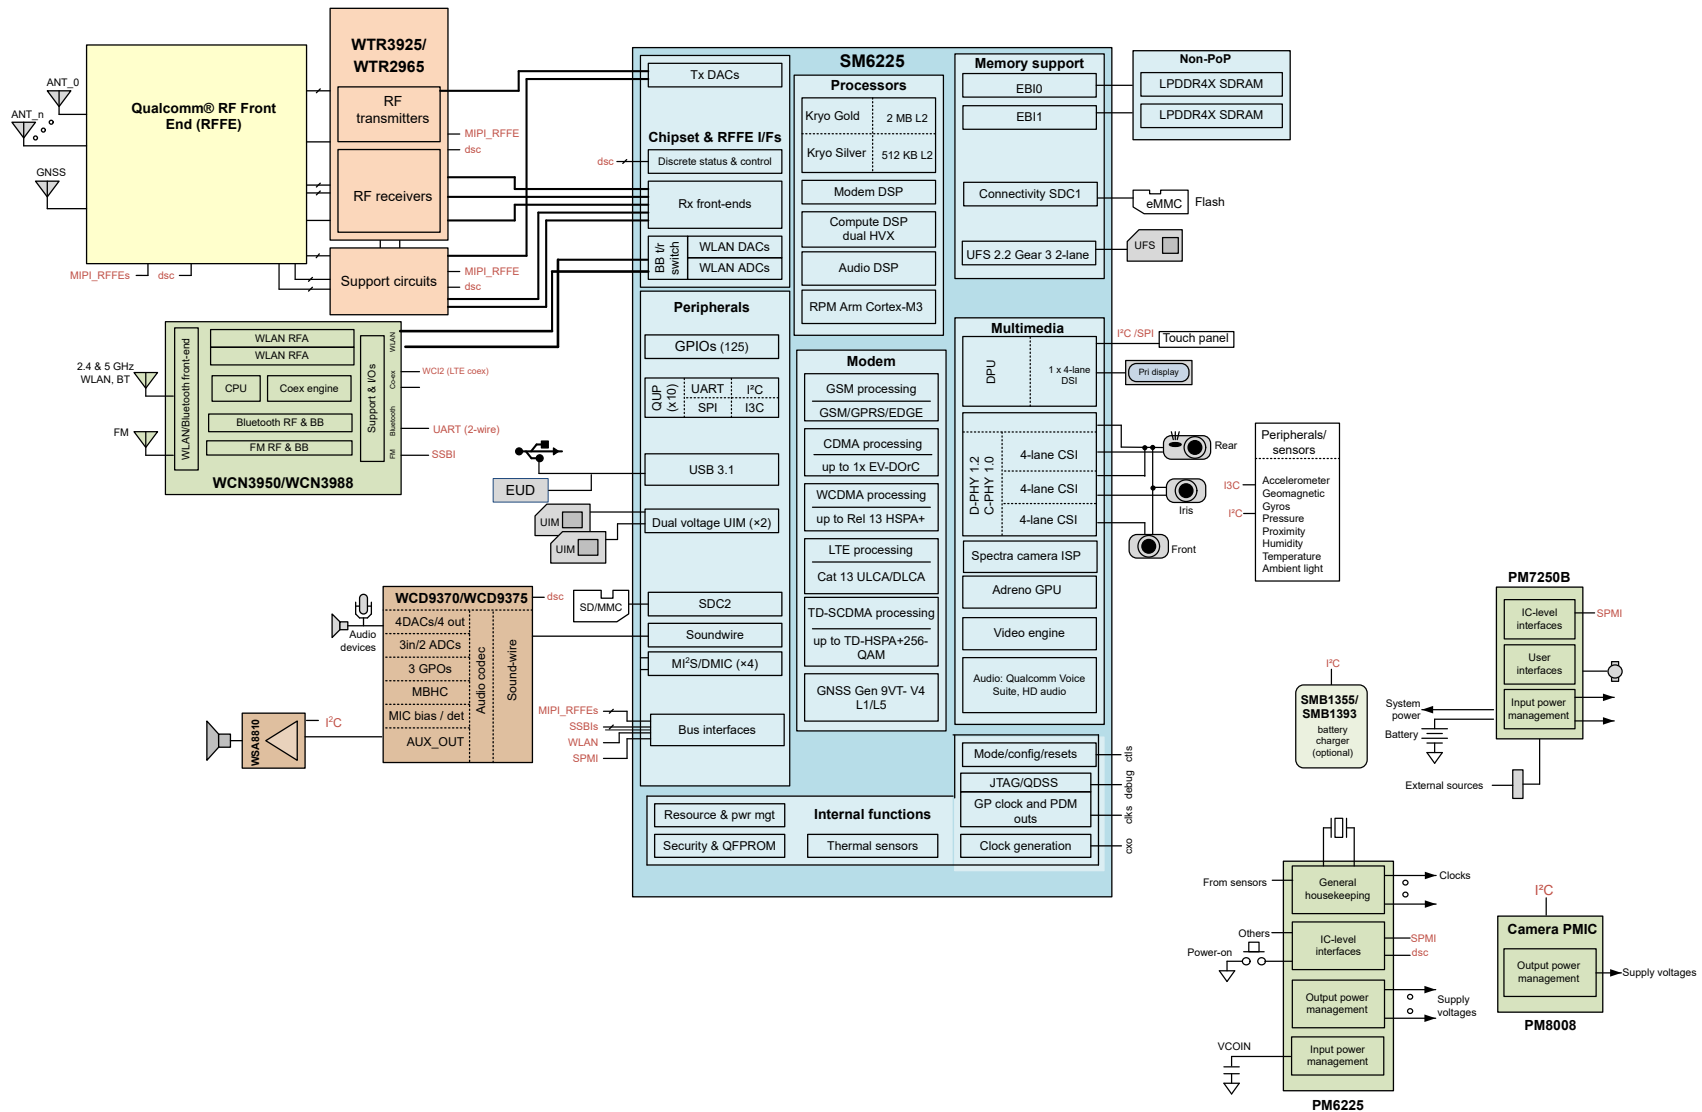 WTR3925/
WTR2965
RF
transmitters
RF receivers
Support circuits
MIPI_RFFE
dsc
MIPI_RFFE
dsc
Qualcomm® RF Front
End (RFFE)
ANT_0
ANT_n
GNSS
MIPI_RFFEs
dsc
2.4 & 5 GHz
WLAN, BT
FM
WLAN/Bluetooth front-end
WLAN RFA
WLAN RFA
CPU
Coex engine
Bluetooth RF & BB
FM RF & BB
Support & I/Os
WLAN
Co-ex
Bluetooth
FM
WCN3950/WCN3988
WCI2 (LTE coex)
UART (2-wire)
SSBI
SM6225
Tx DACs
Chipset & RFFE I/Fs
dsc
Discrete status & control
Rx front-ends
BB t/r
switch
WLAN DACs
WLAN ADCs
Peripherals
GPIOs (125)
QUP
(x10)
UART
I²C
SPI
I3C
USB 3.1
EUD
Dual voltage UIM (×2)
UIM
UIM
SD/MMC
SDC2
Soundwire
MI²S/DMIC (×4)
Bus interfaces
MIPI_RFFEs
SSBIs
WLAN
SPMI
Processors
Kryo Gold
2 MB L2
Kryo Silver
512 KB L2
Modem DSP
Compute DSP
dual HVX
Audio DSP
RPM Arm Cortex-M3
Modem
GSM processing
GSM/GPRS/EDGE
CDMA processing
up to 1x EV-DOrC
WCDMA processing
up to Rel 13 HSPA+
LTE processing
Cat 13 ULCA/DLCA
TD-SCDMA processing
up to TD-HSPA+256-
QAM
GNSS Gen 9VT- V4
L1/L5
Memory support
EBI0
EBI1
Connectivity SDC1
UFS 2.2 Gear 3 2-lane
Non-PoP
LPDDR4X SDRAM
LPDDR4X SDRAM
eMMC
Flash
UFS
Multimedia
DPU
1 x 4-lane
DSI
I²C /SPI
Touch panel
Pri display
D-PHY 1.2
C-PHY 1.0
4-lane CSI
4-lane CSI
4-lane CSI
Rear
Iris
Front
Spectra camera ISP
Adreno GPU
Video engine
Audio: Qualcomm Voice
Suite, HD audio
Mode/config/resets
JTAG/QDSS
GP clock and PDM
outs
Clock generation
ctls
debug
clks
cxo
Internal functions
Resource & pwr mgt
Security & QFPROM
Thermal sensors
WCD9370/WCD9375
4DACs/4 out
3in/2 ADCs
3 GPOs
MBHC
MIC bias / det
AUX_OUT
Audio codec
Sound-wire
dsc
Audio
devices
WSA8810
I²C
Peripherals/
sensors
Accelerometer
Geomagnetic
Gyros
Pressure
Proximity
Humidity
Temperature
Ambient light
I3C
I²C
PM7250B
IC-level
interfaces
SPMI
User
interfaces
Input power
management
System
power
Battery
External sources
I²C
SMB1355/
SMB1393
battery
charger
(optional)
From sensors
General
housekeeping
Clocks
Others
Power-on
IC-level
interfaces
SPMI
dsc
Output power
management
Supply
voltages
VCOIN
Input power
management
PM6225
I²C
Camera PMIC
Output power
management
Supply voltages
PM8008